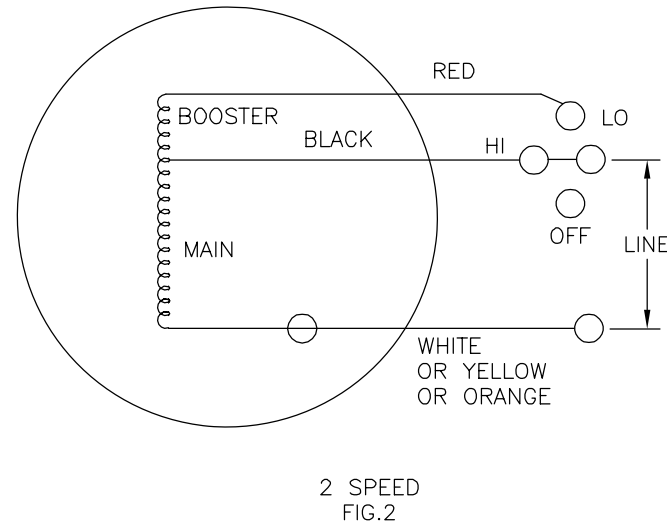 RED
BOOSTER
LO
BLACK
HI
OFF
LINE
MAIN
WHITE
OR YELLOW
OR ORANGE
2 SPEED
FIG.2